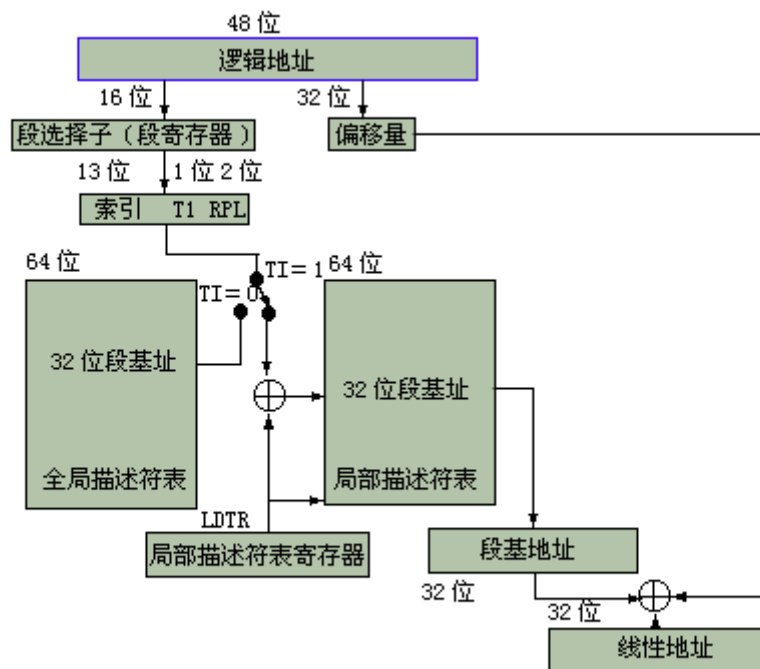 48 位
逻辑地址
16 位
32 位
段选择子（段寄存器）
偏移量
13 位
1 位 2 位
索引 T1 RPL
64 位
TI= 1
64 位
TI= 0
32 位段基址
32 位段基址
全局描述符表
局部描述符表
LDTR
局部描述符表寄存器
段基地址
32 位
32 位
线性地址